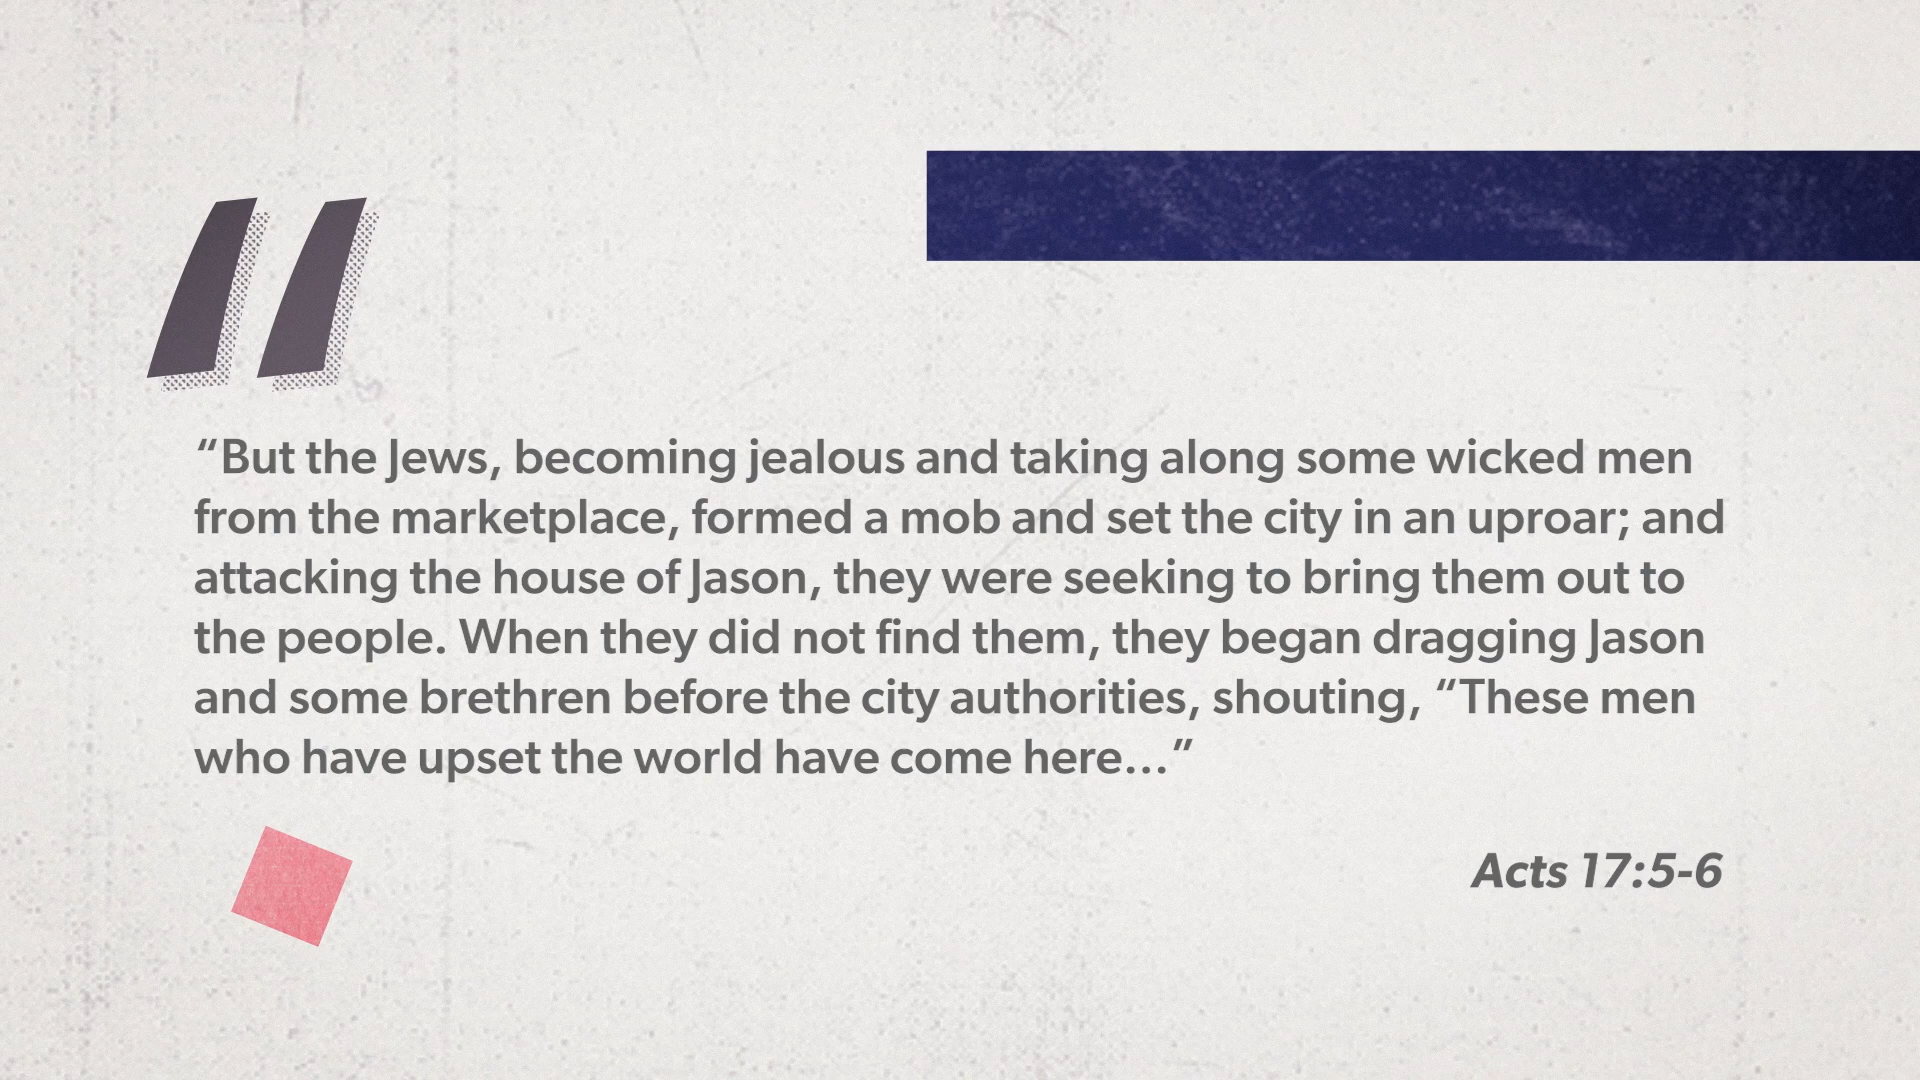 “But the Jews, becoming jealous and taking along some wicked men
from the marketplace, formed a mob and set the city in an uproar; and
attacking the house of Jason, they were seeking to bring them out to
the people. When they did not find them, they began dragging Jason
and some brethren before the city authorities, shouting, “These men
who have upset the world have come here…”
Acts 17:5-6